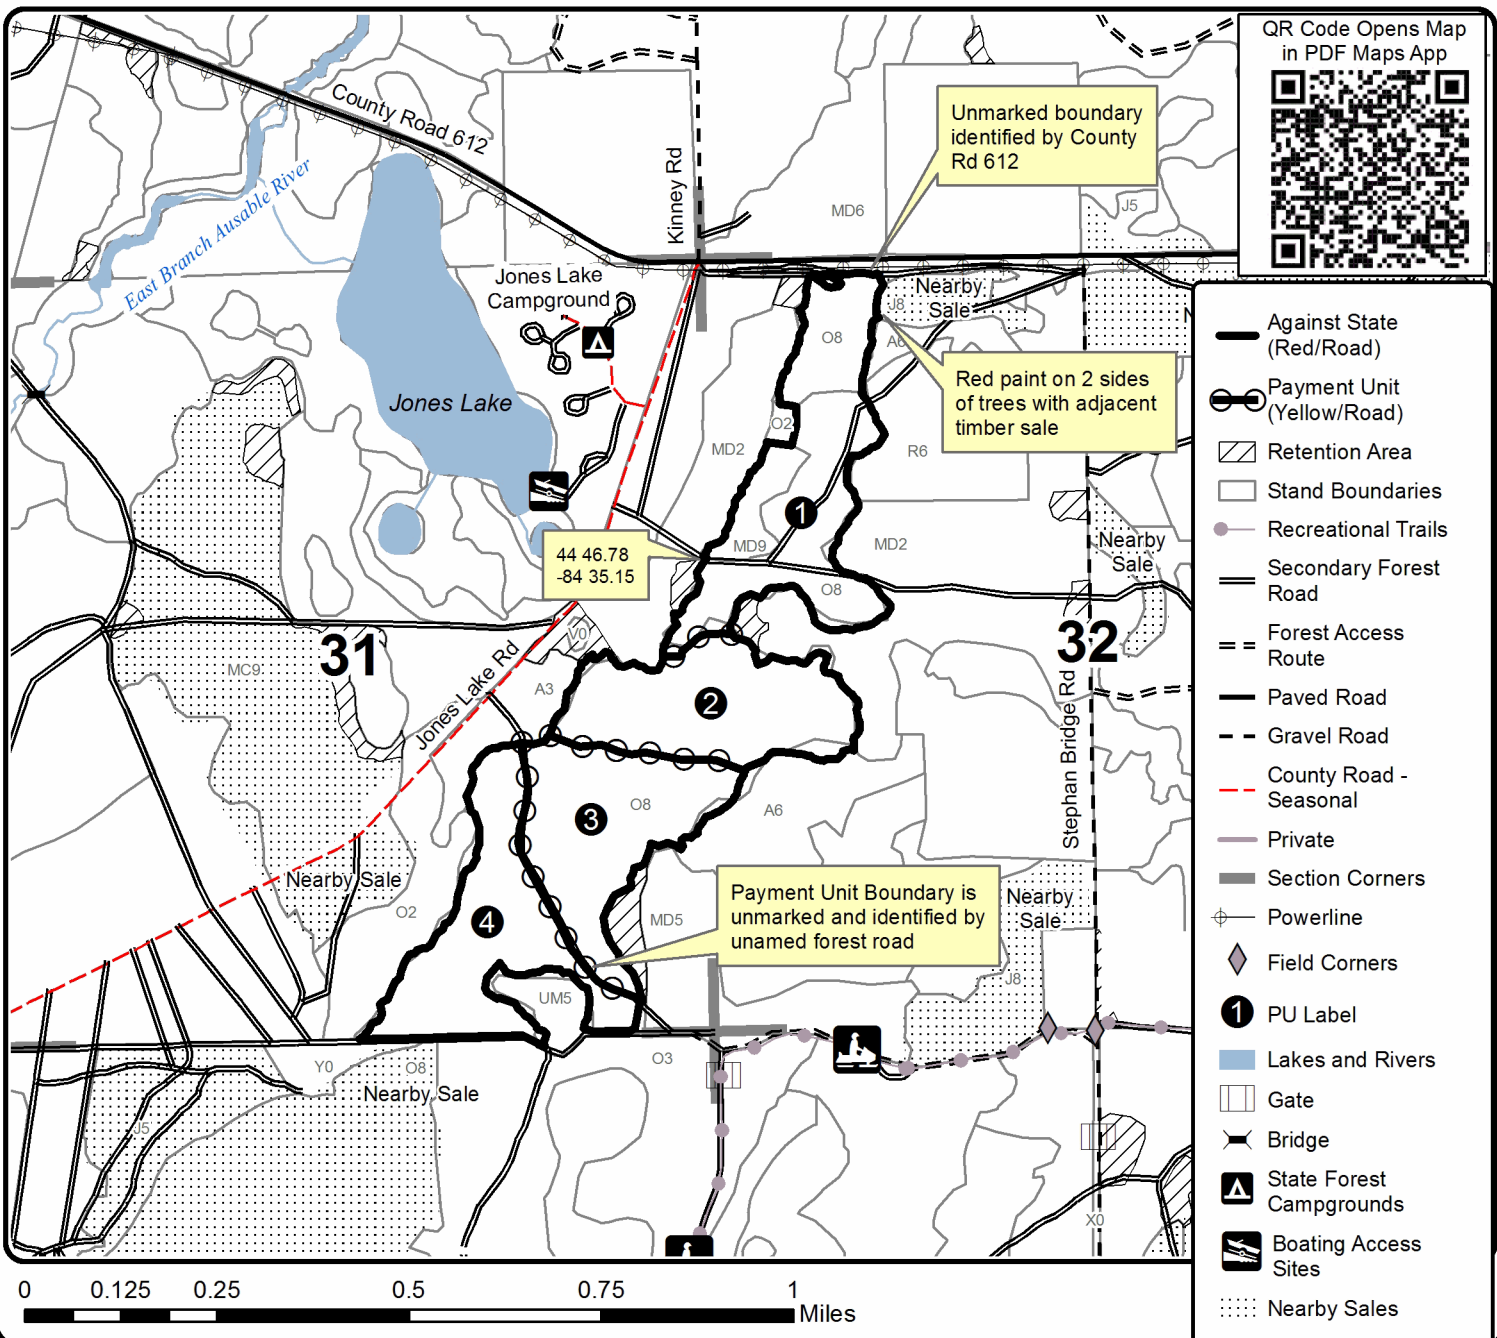 QR Code Opens Map
in PDF Maps App
County Road 612
Kinney Rd
Unmarked boundary
identified by County
Rd 612
MD6
J5
East Branch Ausable River
Jones Lake
Campground
Nearby
Sale
J8
N
O8
A6
Jones Lake
Red paint on 2 sides
of trees with adjacent
timber sale
O2
MD2
R6
1
MD9
MD2
Nearby
Sale
44 46.78
-84 35.15
O8
31
V0
32
MC9
Jones Lake Rd
A3
2
Stephan Bridge Rd
3
O8
A6
Nearby Sale
O2
4
MD5
Payment Unit Boundary is
unmarked and identified by
unamed forest road
Nearby
Sale
J8
UM5
Y0
O8
O3
Nearby Sale
J5
X0
Against State
(Red/Road)
Payment Unit
(Yellow/Road)
Retention Area
Stand Boundaries
Recreational Trails
Secondary Forest
Road
Forest Access
Route
Paved Road
Gravel Road
County Road -
Seasonal
Private
Section Corners
Powerline
Field Corners
1 PU Label
Lakes and Rivers
Gate
Bridge
State Forest
Campgrounds
Boating Access
Sites
Nearby Sales
0 0.125 0.25 0.5 0.75 1
Miles